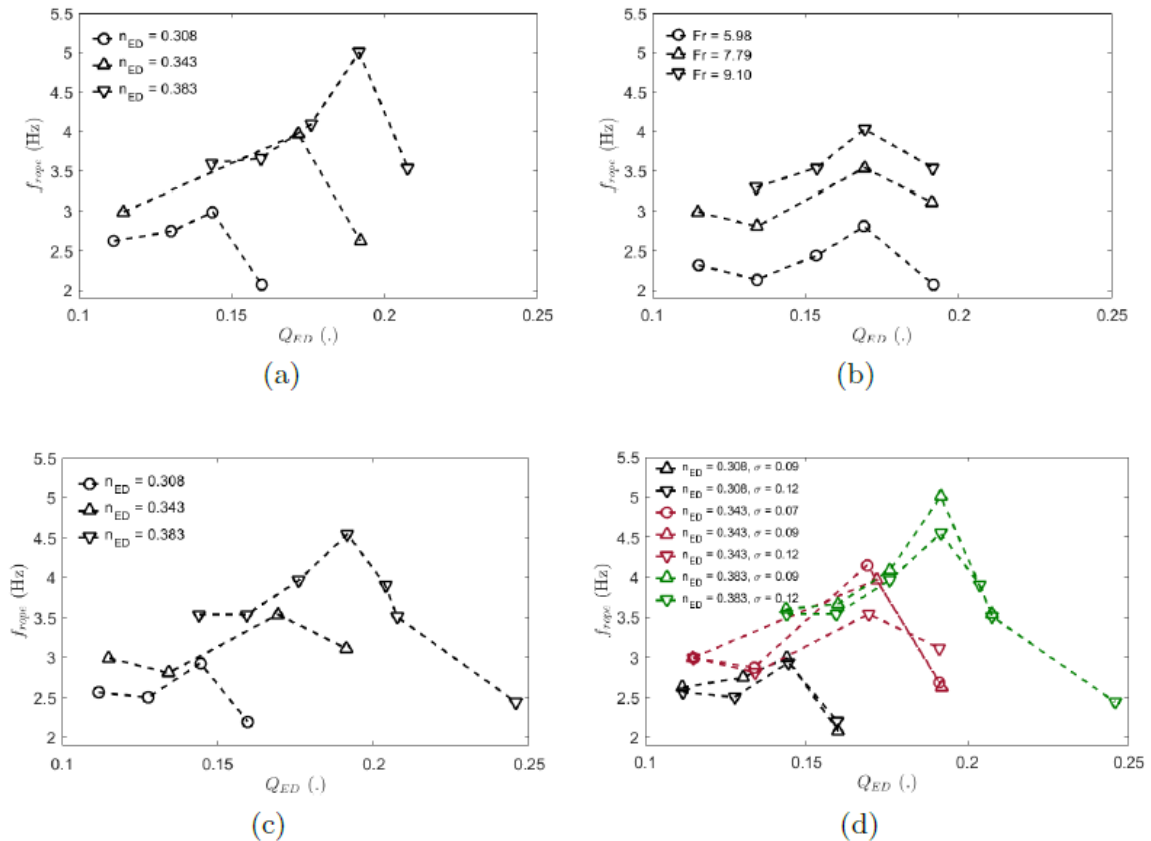 5.5
5
4.5
4
3.5
3
2.5
2
f_rope (Hz)
n_ED = 0.308
n_ED = 0.343
n_ED = 0.383
0.1 0.15 0.2 0.25
Q_ED (.)
(a)
5.5
5
4.5
4
3.5
3
2.5
2
f_rope (Hz)
Fr = 5.98
Fr = 7.79
Fr = 9.10
0.1 0.15 0.2 0.25
Q_ED (.)
(b)
5.5
5
4.5
4
3.5
3
2.5
2
f_rope (Hz)
n_ED = 0.308
n_ED = 0.343
n_ED = 0.383
0.1 0.15 0.2 0.25
Q_ED (.)
(c)
5.5
5
4.5
4
3.5
3
2.5
2
f_rope (Hz)
n_ED = 0.308, σ = 0.09
n_ED = 0.308, σ = 0.12
n_ED = 0.343, σ = 0.07
n_ED = 0.343, σ = 0.09
n_ED = 0.343, σ = 0.12
n_ED = 0.383, σ = 0.09
n_ED = 0.383, σ = 0.12
0.1 0.15 0.2 0.25
Q_ED (.)
(d)